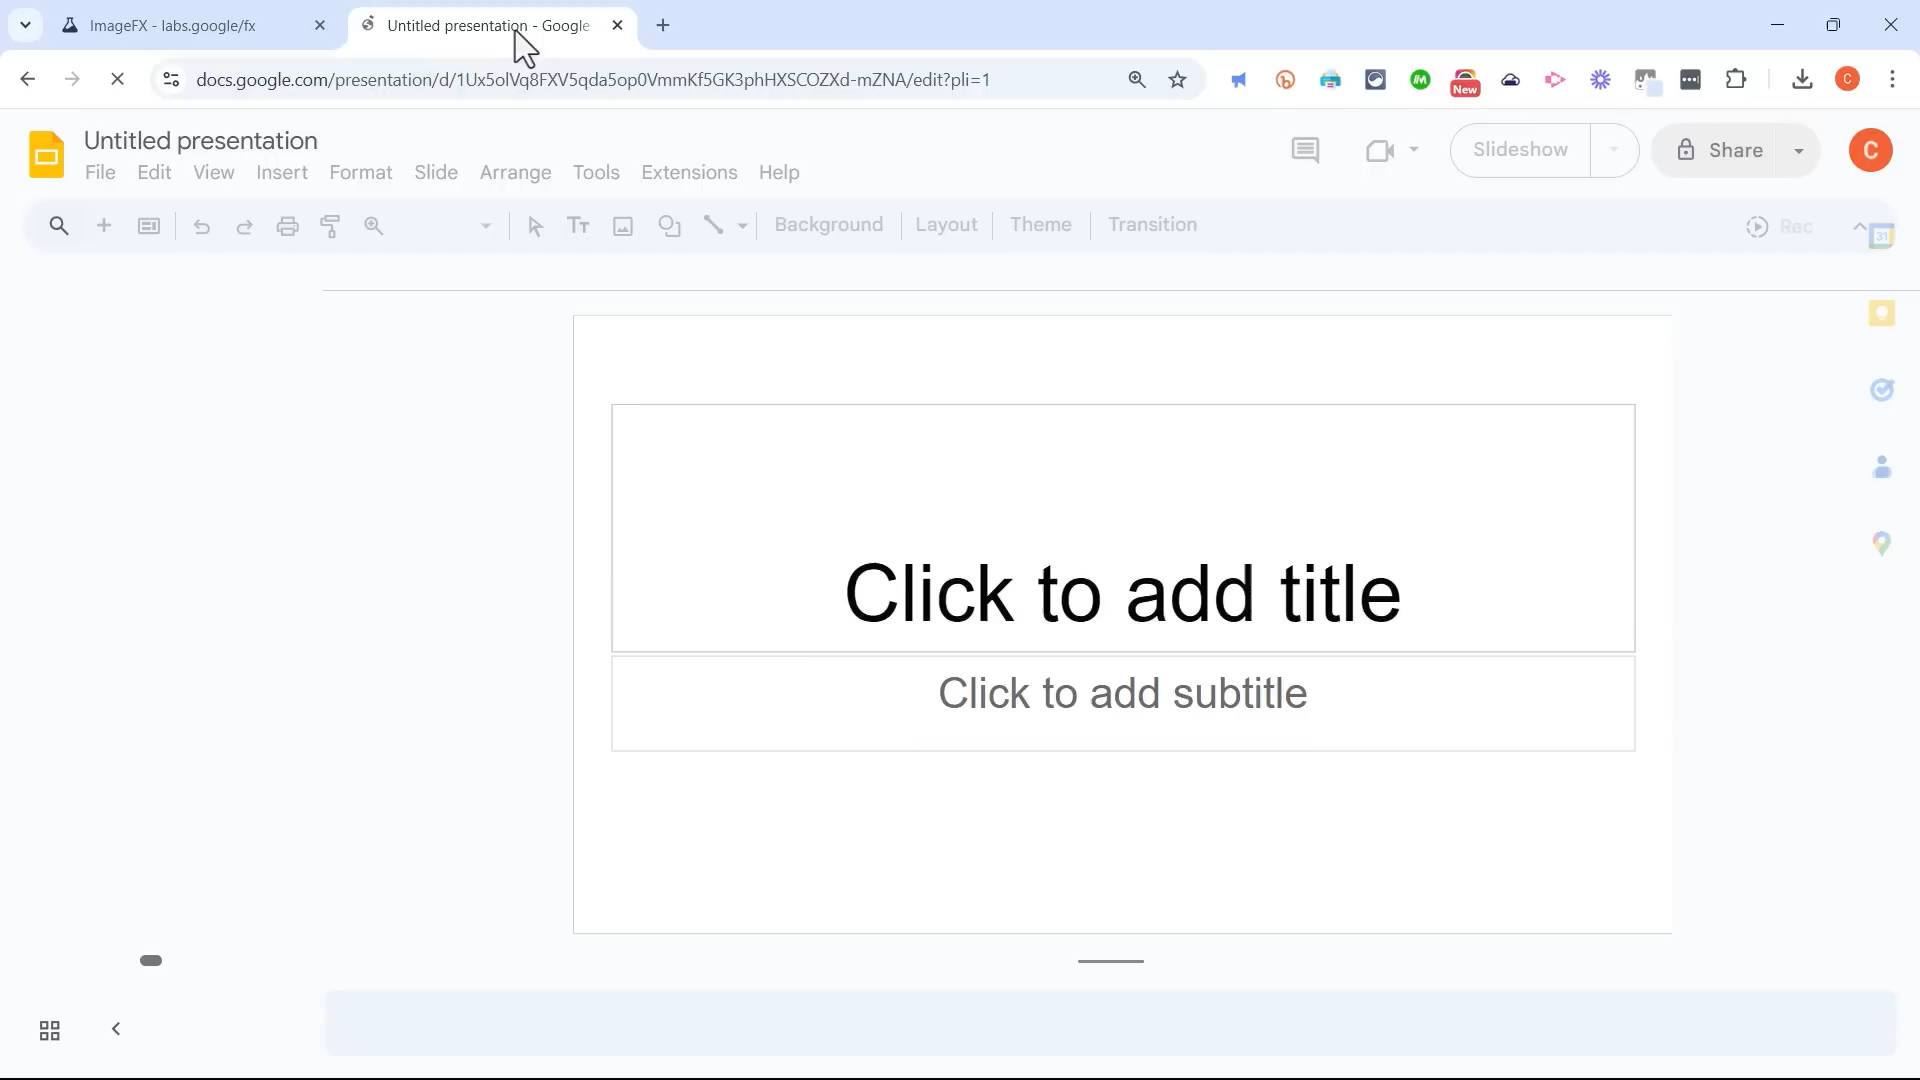 ImageFX - labs.google/fx
Untitled presentation - Google
docs.google.com/presentation/d/1Ux5olVq8FXV5qda5op0VmmKf5GK3phHXSCOZXd-mZNA/edit?pli=1
New
C
Untitled presentation
File Edit View Insert Format Slide Arrange Tools Extensions Help
Slideshow
Share
C
Background Layout Theme Transition
Rec
31
Click to add title
Click to add subtitle